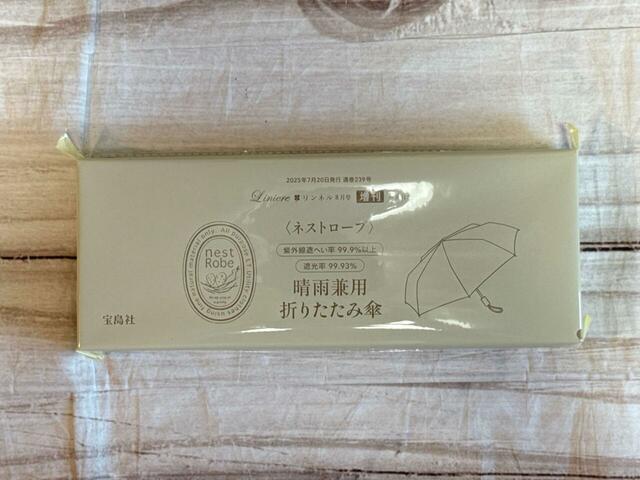 2025年7月20日発行 通巻239号
Liniere リンネル 8月号 増刊
〈ネストローブ〉
紫外線遮へい率 99.9%以上
遮光率 99.93%
晴雨兼用
折りたたみ傘
nest
Robe
宝島社